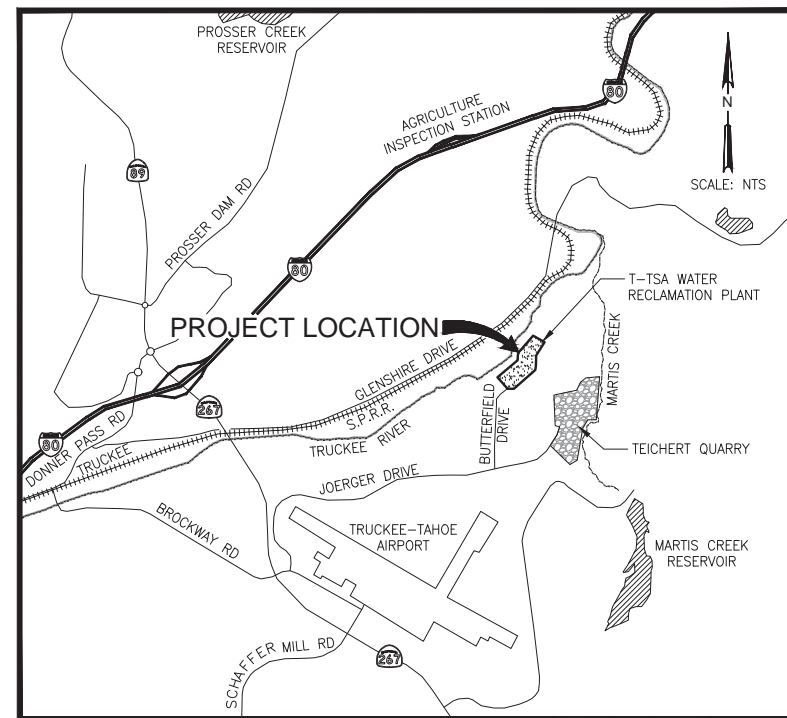 PROSSER CREEK
RESERVOIR
80
AGRICULTURE
INSPECTION STATION
N
SCALE: NTS
89
PROSSER DAM RD
80
T-TSA WATER
RECLAMATION PLANT
PROJECT LOCATION
GLENSHIRE DRIVE
S.P.R.R.
TRUCKEE RIVER
MARTIS CREEK
BUTTERFIELD
DRIVE
267
DONNER PASS RD
80
TRUCKEE
TEICHERT QUARRY
JOERGER DRIVE
BROCKWAY RD
TRUCKEE-TAHOE
AIRPORT
MARTIS CREEK
RESERVOIR
SCHAFFER MILL RD
267